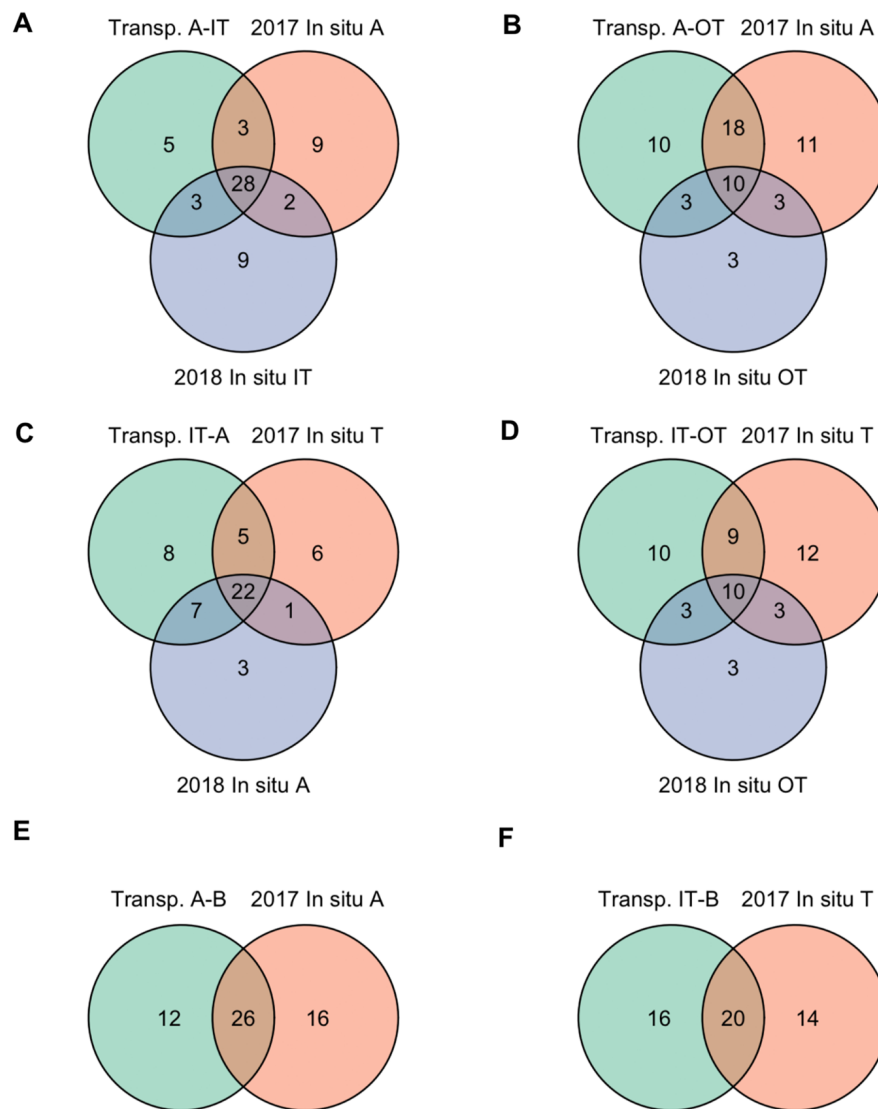 A
B
Transp. A-IT 2017 In situ A
Transp. A-OT 2017 In situ A
5 3 9
10 18 11
3 28 2
3 10 3
9
3
2018 In situ IT
2018 In situ OT
C
D
Transp. IT-A 2017 In situ T
Transp. IT-OT 2017 In situ T
8 5 6
10 9 12
7 22 1
3 10 3
3
3
2018 In situ A
2018 In situ OT
E
F
Transp. A-B 2017 In situ A
Transp. IT-B 2017 In situ T
12 26 16
16 20 14